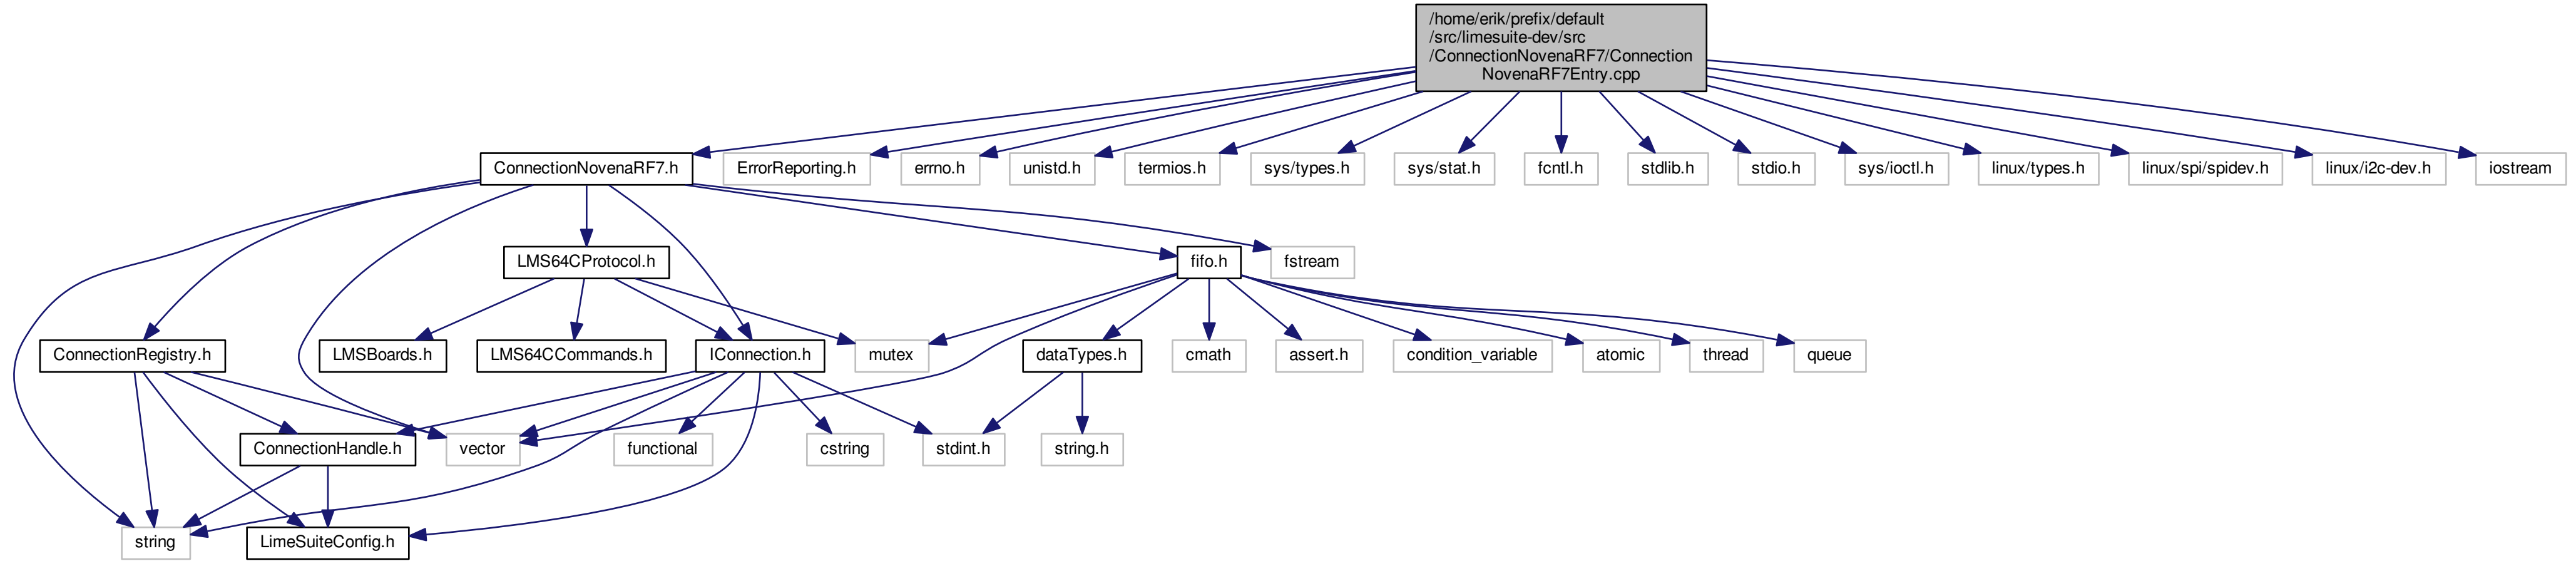 /home/erik/prefix/default
/src/limesuite-dev/src
/ConnectionNovenaRF7/Connection
NovenaRF7Entry.cpp
ConnectionNovenaRF7.h
ErrorReporting.h
errno.h
unistd.h
termios.h
sys/types.h
sys/stat.h
fcntl.h
stdlib.h
stdio.h
sys/ioctl.h
linux/types.h
linux/spi/spidev.h
linux/i2c-dev.h
iostream
LMS64CProtocol.h
fifo.h
fstream
ConnectionRegistry.h
LMSBoards.h
LMS64CCommands.h
IConnection.h
mutex
dataTypes.h
cmath
assert.h
condition_variable
atomic
thread
queue
ConnectionHandle.h
vector
functional
cstring
stdint.h
string.h
string
LimeSuiteConfig.h